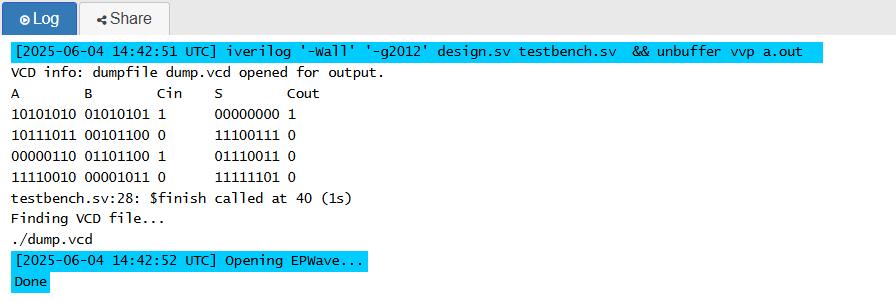 Log Share
[2025-06-04 14:42:51 UTC] iverilog '-Wall' '-g2012' design.sv testbench.sv  && unbuffer vvp a.out
VCD info: dumpfile dump.vcd opened for output.
A        B        Cin    S        Cout
10101010 01010101 1      00000000 1
10111011 00101100 0      11100111 0
00000110 01101100 1      01110011 0
11110010 00001011 0      11111101 0
testbench.sv:28: $finish called at 40 (1s)
Finding VCD file...
./dump.vcd
[2025-06-04 14:42:52 UTC] Opening EPWave...
Done